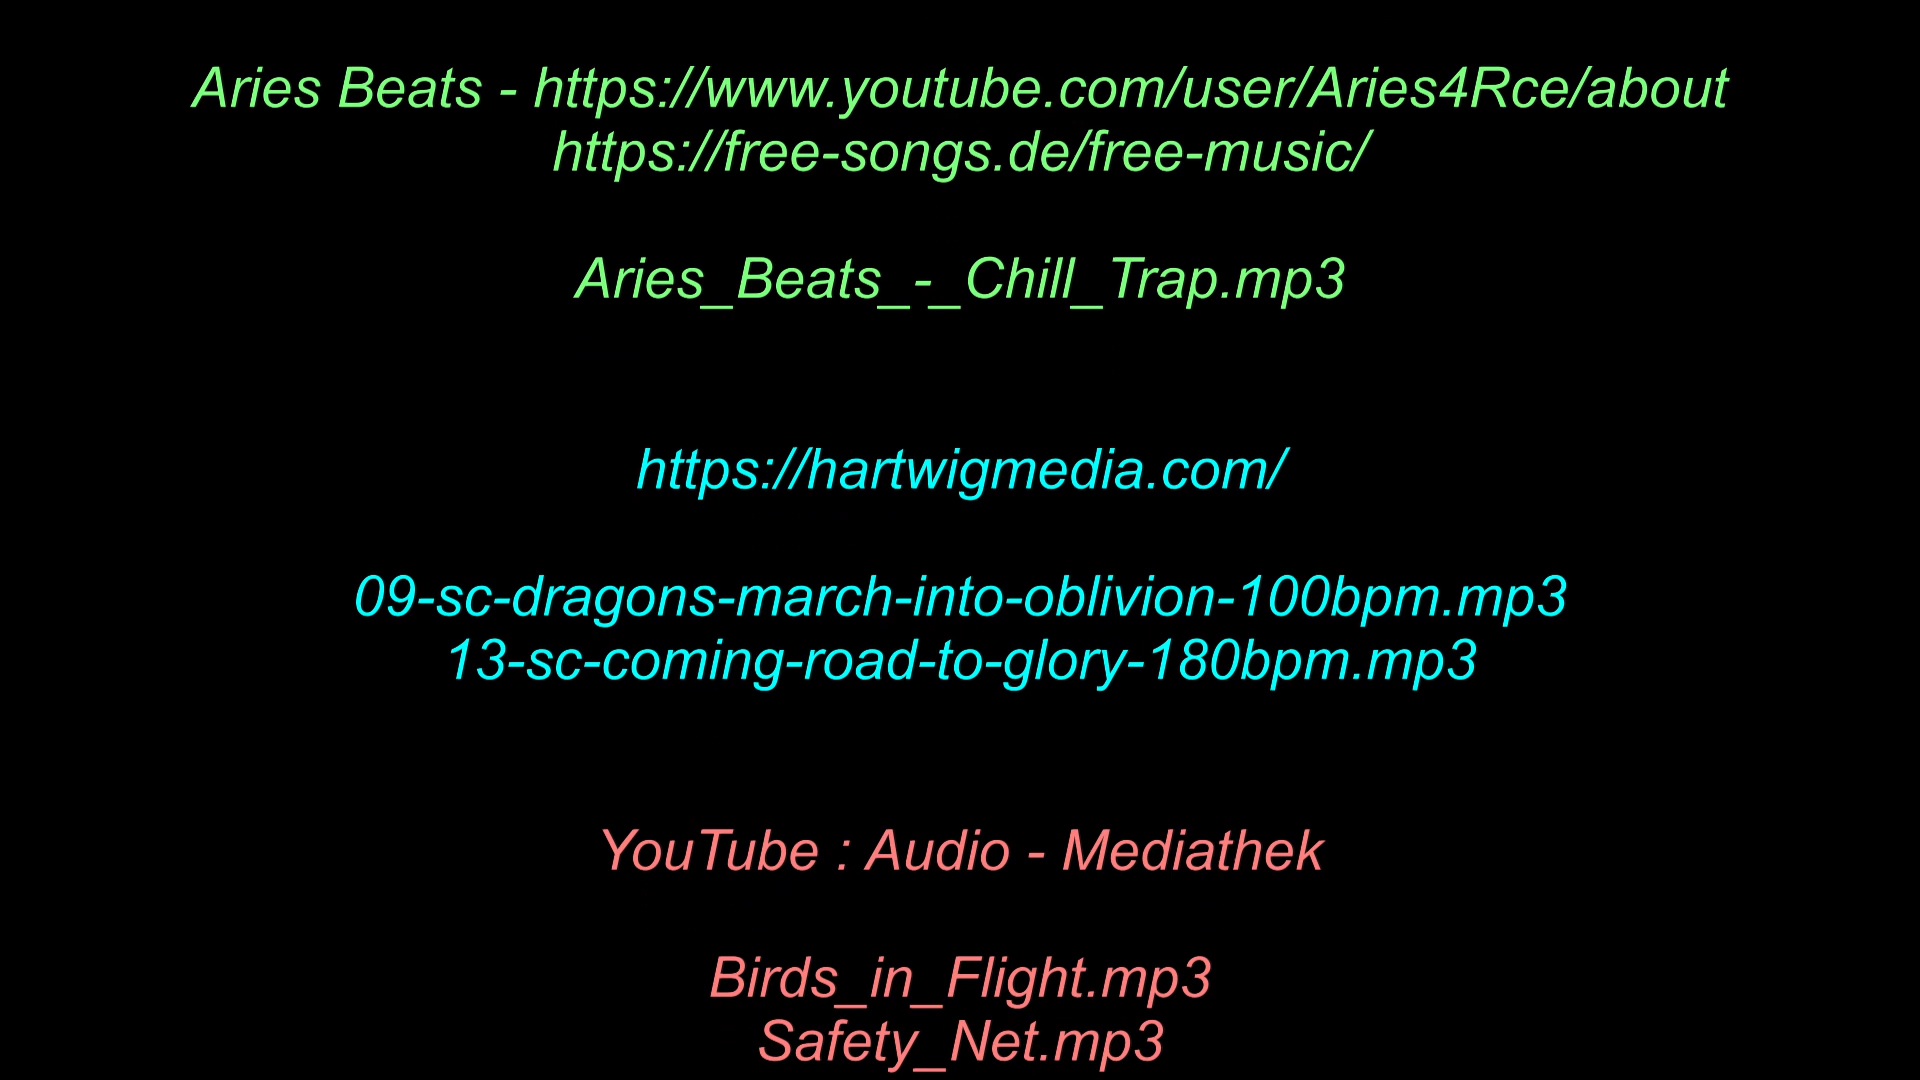 Aries Beats - https://www.youtube.com/user/Aries4Rce/about
https://free-songs.de/free-music/
Aries_Beats_-_Chill_Trap.mp3
https://hartwigmedia.com/
09-sc-dragons-march-into-oblivion-100bpm.mp3
13-sc-coming-road-to-glory-180bpm.mp3
YouTube : Audio - Mediathek
Birds_in_Flight.mp3
Safety_Net.mp3